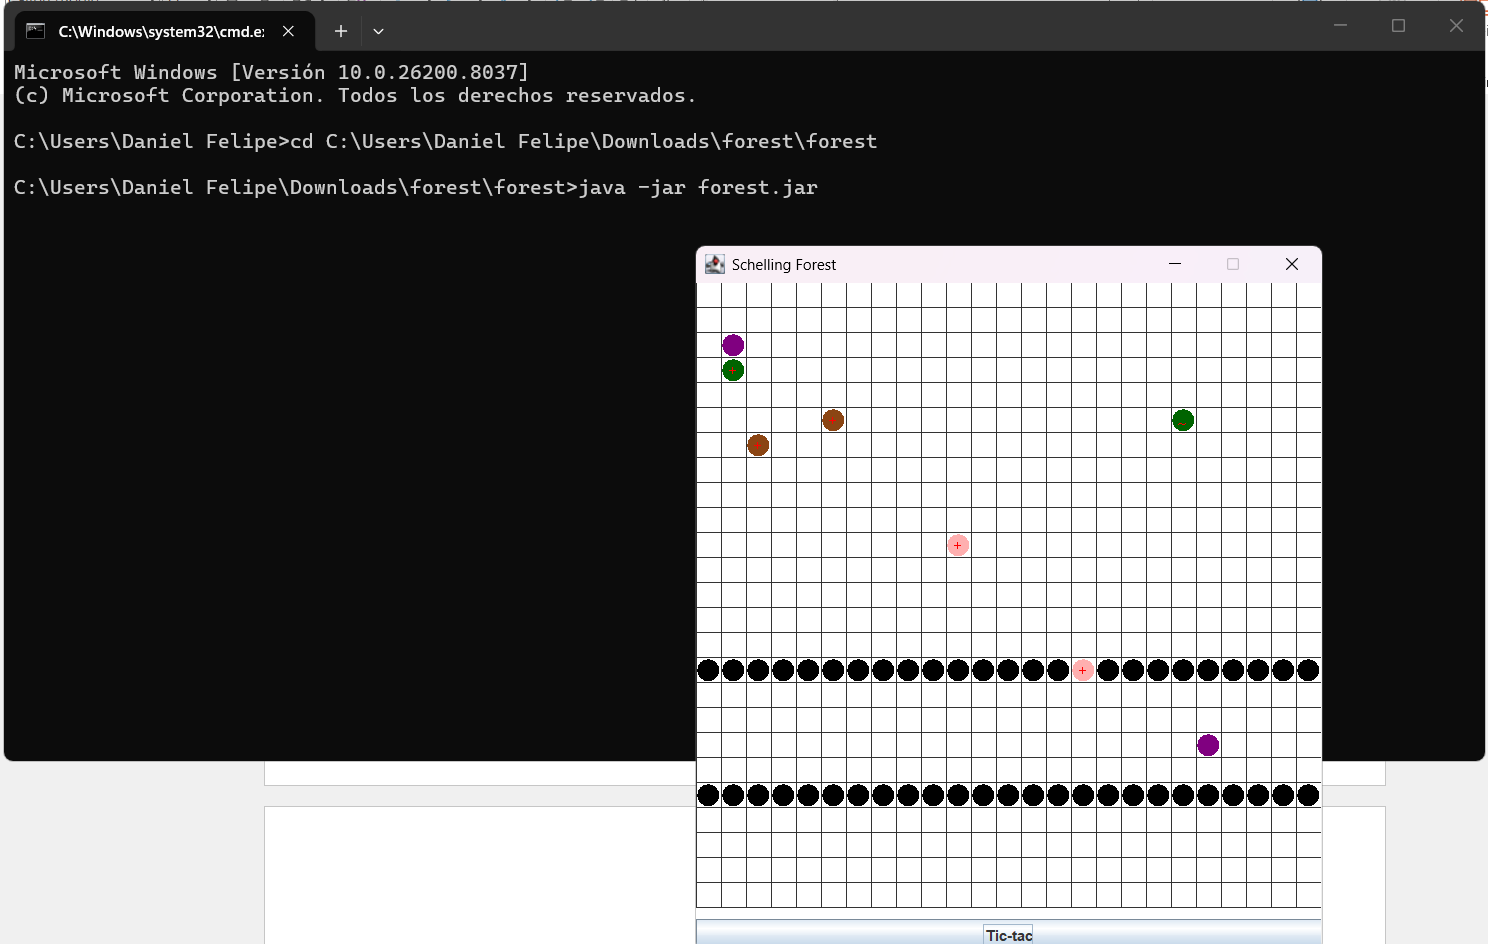 C:\Windows\system32\cmd.e
Microsoft Windows [Versión 10.0.26200.8037]
(c) Microsoft Corporation. Todos los derechos reservados.
C:\Users\Daniel Felipe>cd C:\Users\Daniel Felipe\Downloads\forest\forest
C:\Users\Daniel Felipe\Downloads\forest\forest>java -jar forest.jar
Schelling Forest
Tic-tac